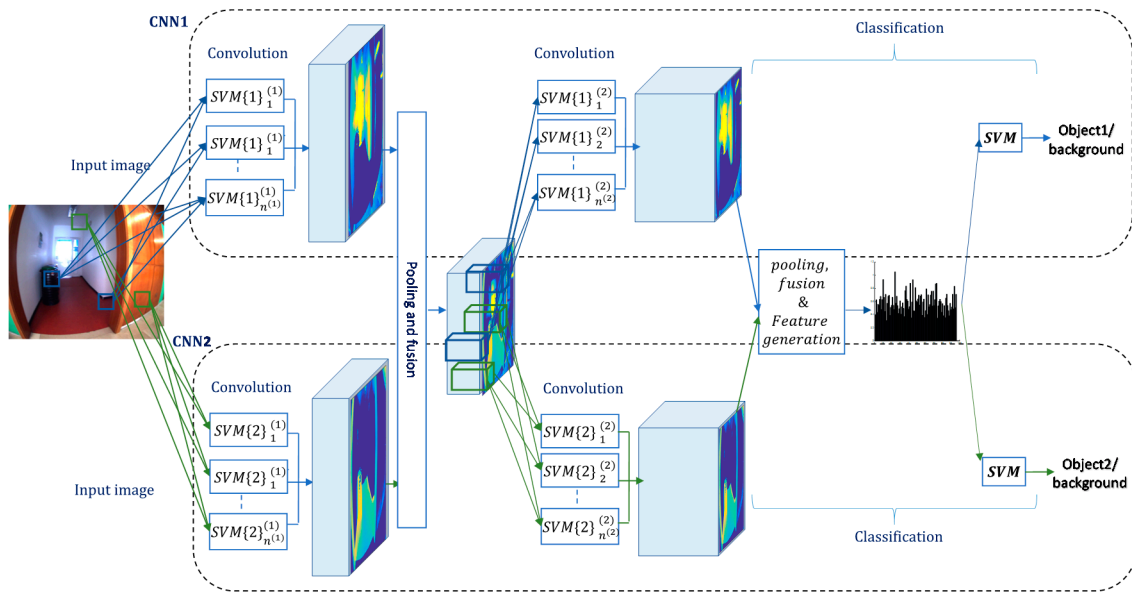 CNN1
Convolution
SVM{1}₁⁽¹⁾
SVM{1}₁⁽¹⁾
SVM{1}ₙ₍₁₎⁽¹⁾
Input image
Convolution
SVM{1}₁⁽²⁾
SVM{1}₂⁽²⁾
SVM{1}ₙ₍₂₎⁽²⁾
Classification
SVM
Object1/
background
Pooling and fusion
pooling,
fusion
&
Feature
generation
CNN2
Convolution
SVM{2}₁⁽¹⁾
SVM{2}₁⁽¹⁾
SVM{2}ₙ₍₁₎⁽¹⁾
Input image
Convolution
SVM{2}₁⁽²⁾
SVM{2}₂⁽²⁾
SVM{2}ₙ₍₂₎⁽²⁾
SVM
Object2/
background
Classification